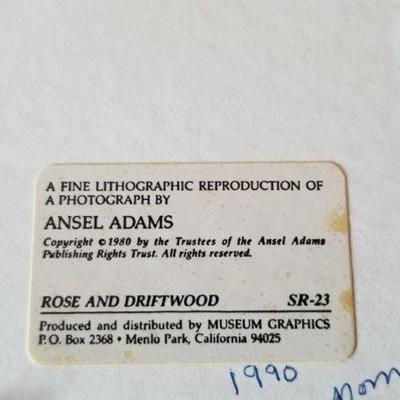 A FINE LITHOGRAPHIC REPRODUCTION OF
A PHOTOGRAPH BY
ANSEL ADAMS
Copyright ©1980 by the Trustees of the Ansel Adams
Publishing Rights Trust. All rights reserved.
ROSE AND DRIFTWOOD SR-23
Produced and distributed by MUSEUM GRAPHICS
P.O. Box 2368 • Menlo Park, California 94025
1990